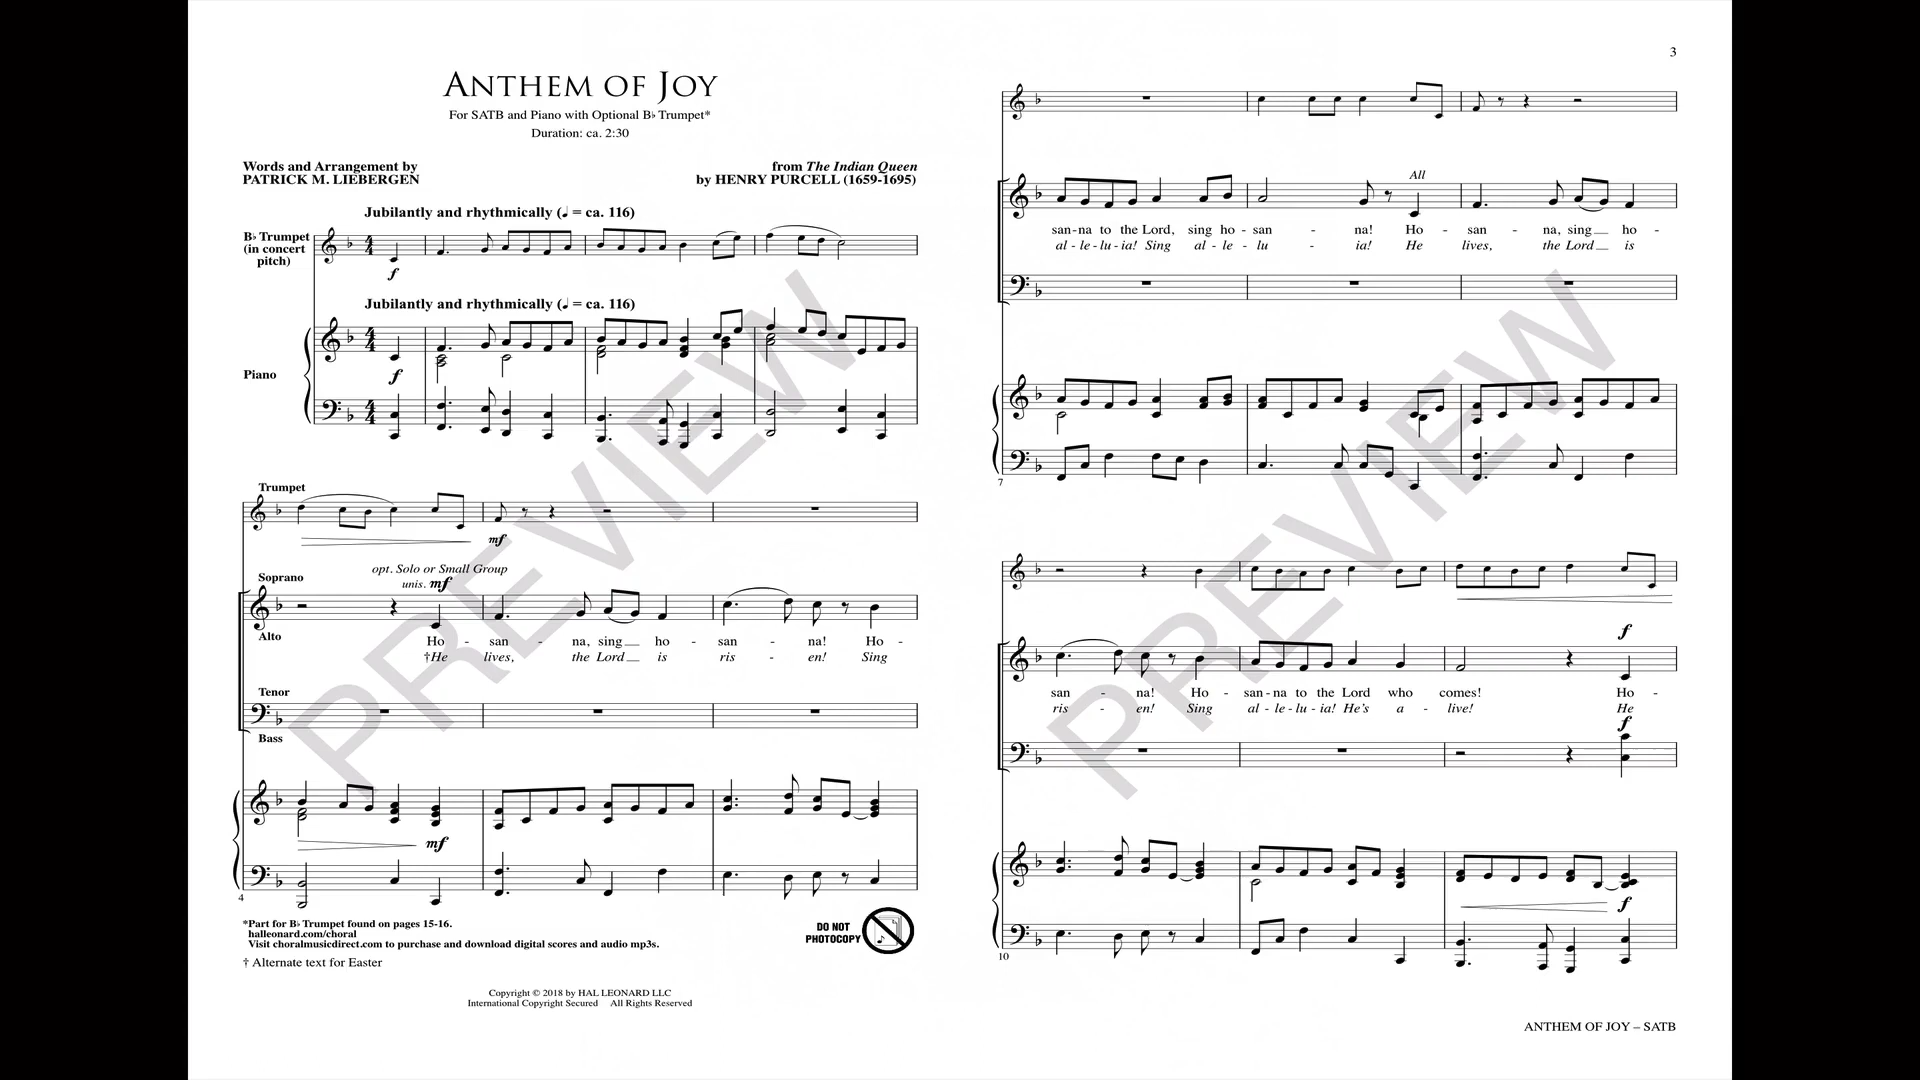 ANTHEM OF JOY
For SATB and Piano with Optional B♭ Trumpet*
Duration: ca. 2:30
Words and Arrangement by
PATRICK M. LIEBERGEN
from The Indian Queen
by HENRY PURCELL (1659-1695)
Jubilantly and rhythmically (♩ = ca. 116)
B♭ Trumpet
(in concert
pitch)
f
Jubilantly and rhythmically (♩ = ca. 116)
Piano
f
Trumpet
mf
opt. Solo or Small Group
Soprano
unis. mf
Alto
Ho - san - na, sing ho - san - na! Ho -
†He lives, the Lord is ris - en! Sing
Tenor
Bass
mf
4
*Part for B♭ Trumpet found on pages 15-16.
halleonard.com/choral
Visit choralmusicdirect.com to purchase and download digital scores and audio mp3s.
† Alternate text for Easter
DO NOT
PHOTOCOPY
Copyright © 2018 by HAL LEONARD LLC
International Copyright Secured All Rights Reserved
PREVIEW
3
All
san - na to the Lord, sing ho - san - na! Ho - san - na, sing ho -
al - le - lu - ia! Sing al - le - lu - ia! He lives, the Lord is
7
f
san - na! Ho - san - na to the Lord who comes! Ho -
ris - en! Sing al - le - lu - ia! He's a - live! He
f
f
10
PREVIEW
ANTHEM OF JOY – SATB